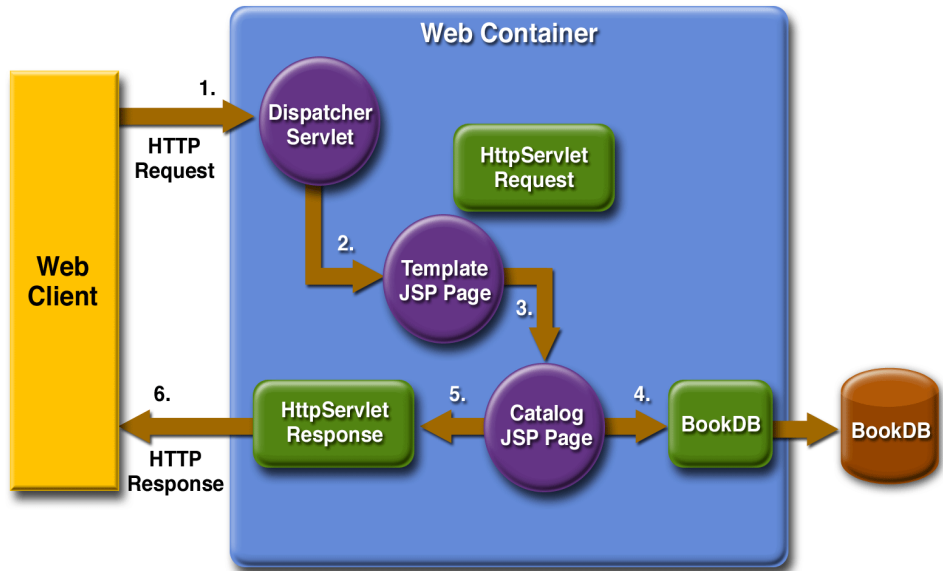 Web Container
1.
Dispatcher
Servlet
HTTP
Request
HttpServlet
Request
2.
Template
JSP Page
Web
Client
3.
6.
HttpServlet
Response
5.
Catalog
JSP Page
4.
BookDB
BookDB
HTTP
Response